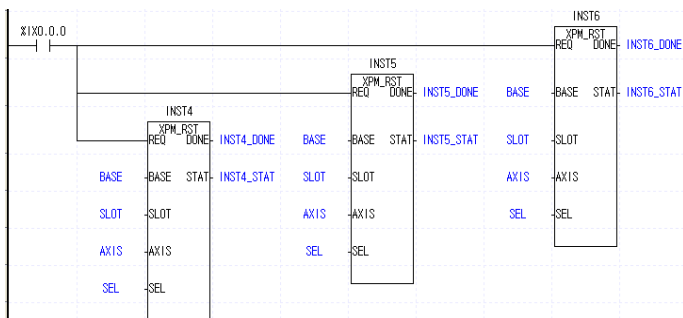 INST6
%IX0.0.0
XPM_RST
REQ DONE INST6_DONE
INST5
XPM_RST
REQ DONE INST5_DONE BASE BASE STAT INST6_STAT
INST4
XPM_RST
REQ DONE INST4_DONE BASE BASE STAT INST5_STAT SLOT SLOT
BASE BASE STAT INST4_STAT SLOT SLOT AXIS AXIS
SLOT SLOT AXIS AXIS SEL SEL
AXIS AXIS SEL SEL
SEL SEL